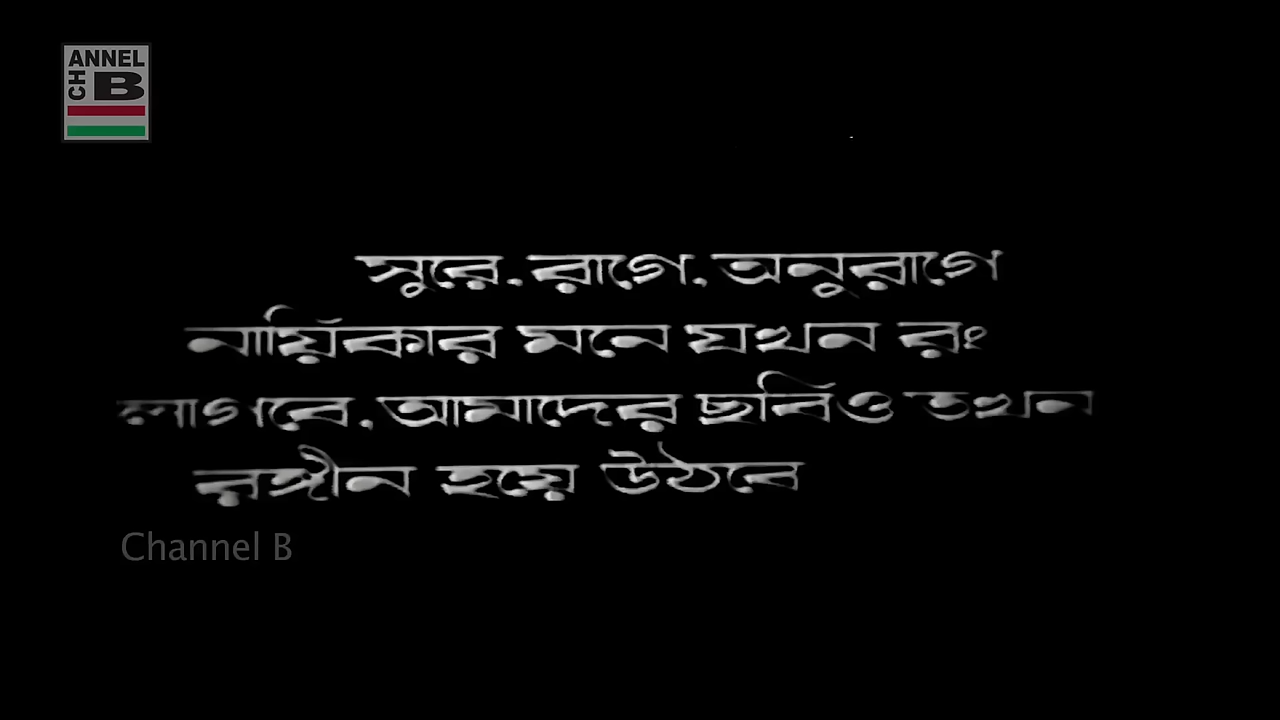 ANNEL
CH B
সুরে. রাগে. অনুরাগে
নায়িকার মনে যখন রং
লাগবে. আমাদের ছবিও তখন
রঙ্গীন হয়ে উঠবে
Channel B